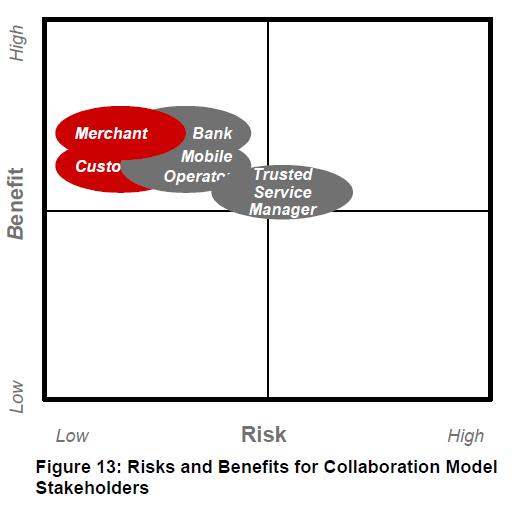 High
Merchant
Bank
Custo
Mobile
Operator
Trusted
Service
Manager
Benefit
Low
Low
Risk
High
Figure 13: Risks and Benefits for Collaboration Model
Stakeholders